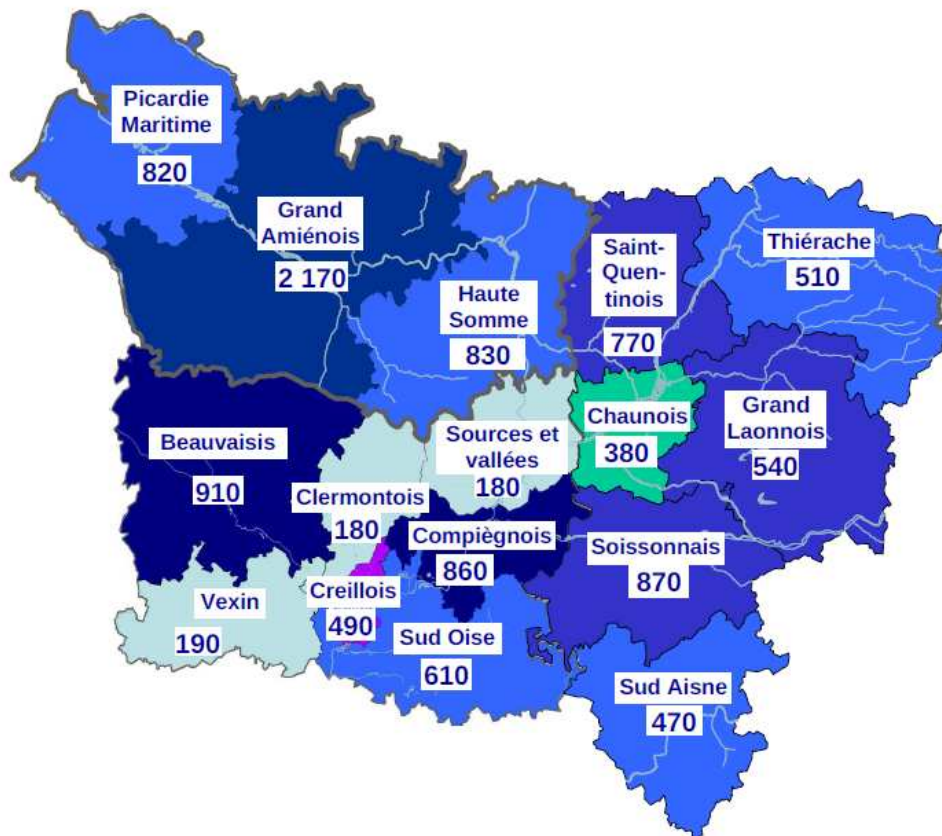 Picardie
Maritime
820
Grand
Amiénois
2 170
Haute
Somme
830
Saint-
Quen-
tinois
770
Thiérache
510
Beauvaisis
910
Clermontois
180
Sources et
vallées
180
Chaunois
380
Grand
Laonnois
540
Compiègnois
860
Soissonnais
870
Vexin
190
Creillois
490
Sud Oise
610
Sud Aisne
470